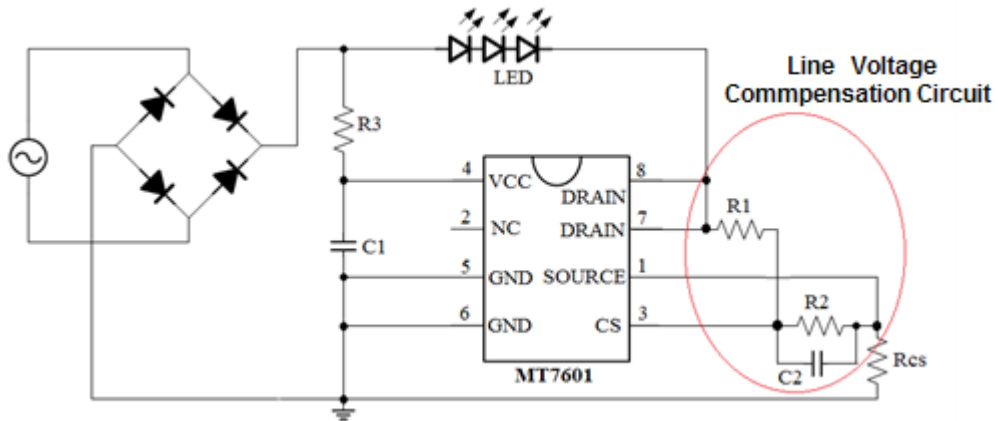 LED
Line Voltage
Commpensation Circuit
R3
4
VCC
8
DRAIN
2
NC
7
DRAIN
R1
C1
5
GND
1
SOURCE
R2
6
GND
3
CS
C2
Rcs
MT7601